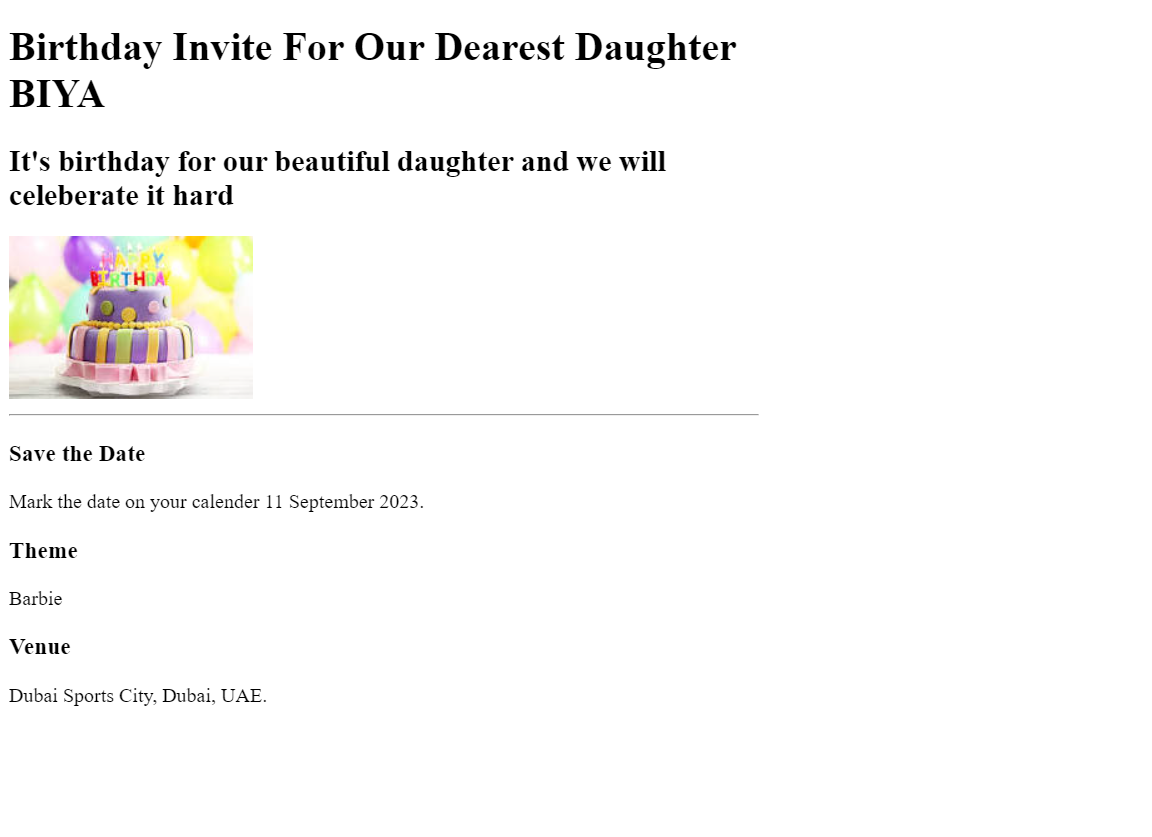 Birthday Invite For Our Dearest Daughter
BIYA
It's birthday for our beautiful daughter and we will
celeberate it hard
HAPPY
BIRTHDAY
Save the Date
Mark the date on your calender 11 September 2023.
Theme
Barbie
Venue
Dubai Sports City, Dubai, UAE.